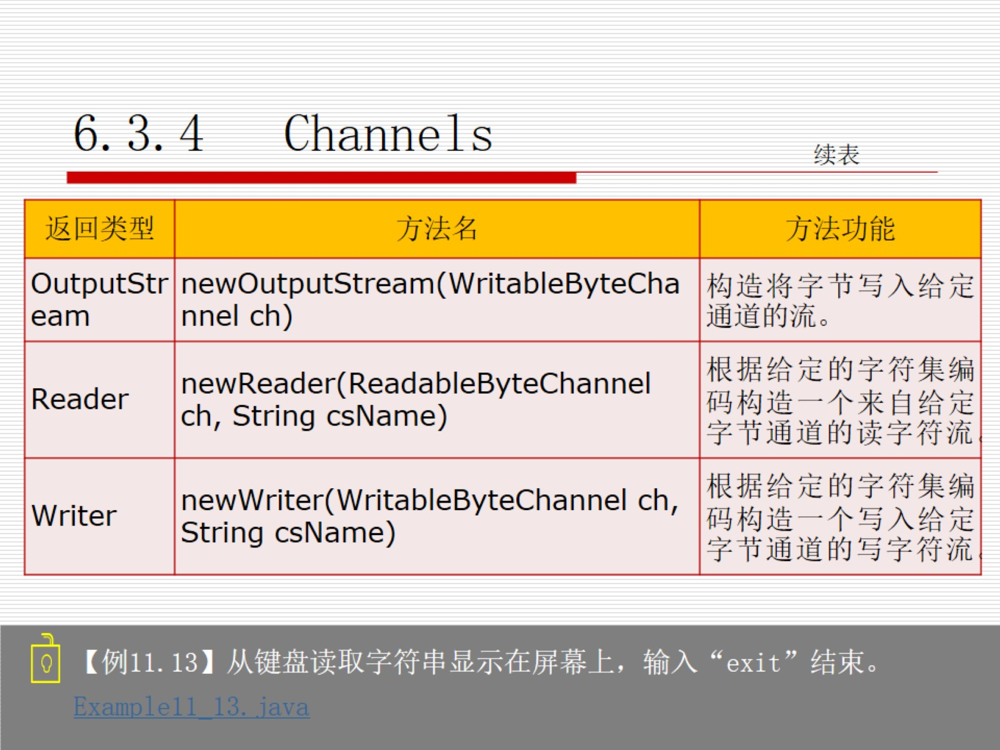 6.3.4 Channels
续表
返回类型
方法名
方法功能
OutputStr
eam
newOutputStream(WritableByteCha
nnel ch)
构造将字节写入给定
通道的流。
Reader
newReader(ReadableByteChannel
ch, String csName)
根据给定的字符集编
码构造一个来自给定
字节通道的读字符流。
Writer
newWriter(WritableByteChannel ch,
String csName)
根据给定的字符集编
码构造一个写入给定
字节通道的写字符流。
【例11.13】从键盘读取字符串显示在屏幕上，输入“exit”结束。
Example11_13.java